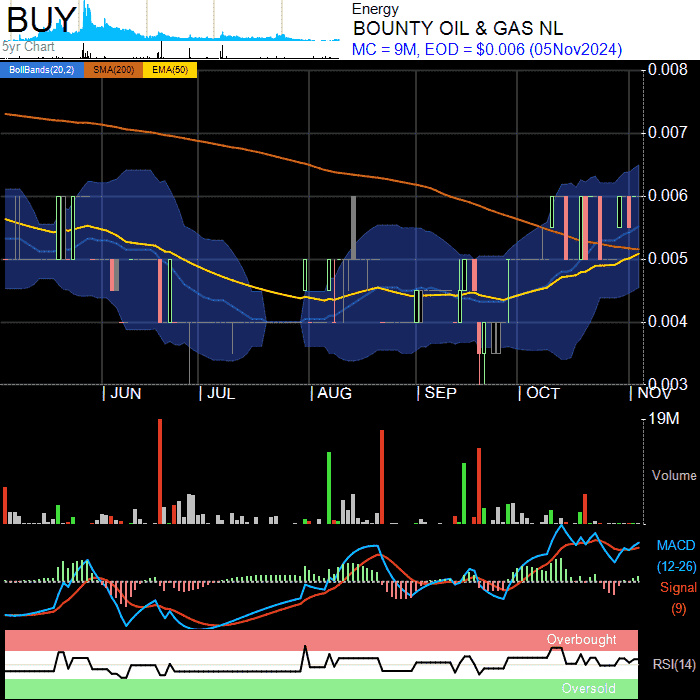 BUY
5yr Chart
Energy
BOUNTY OIL & GAS NL
MC = 9M, EOD = $0.006 (05Nov2024)
BollBands(20,2) SMA(200) EMA(50)
0.008
0.007
0.006
0.005
0.004
0.003
JUN JUL AUG SEP OCT NOV
19M
Volume
MACD
(12-26)
Signal
(9)
Overbought
RSI(14)
Oversold